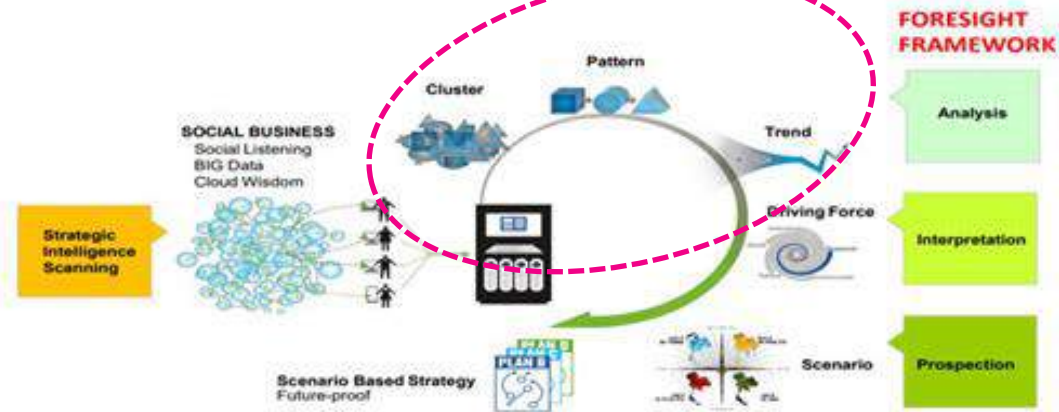 FORESIGHT
FRAMEWORK
Pattern
Cluster
Analysis
SOCIAL BUSINESS
Social Listening
BIG Data
Cloud Wisdom
Trend
Driving Force
Strategic
Intelligence
Scanning
Interpretation
PLAN B
Scenario
Prospection
Scenario Based Strategy
Future-proof